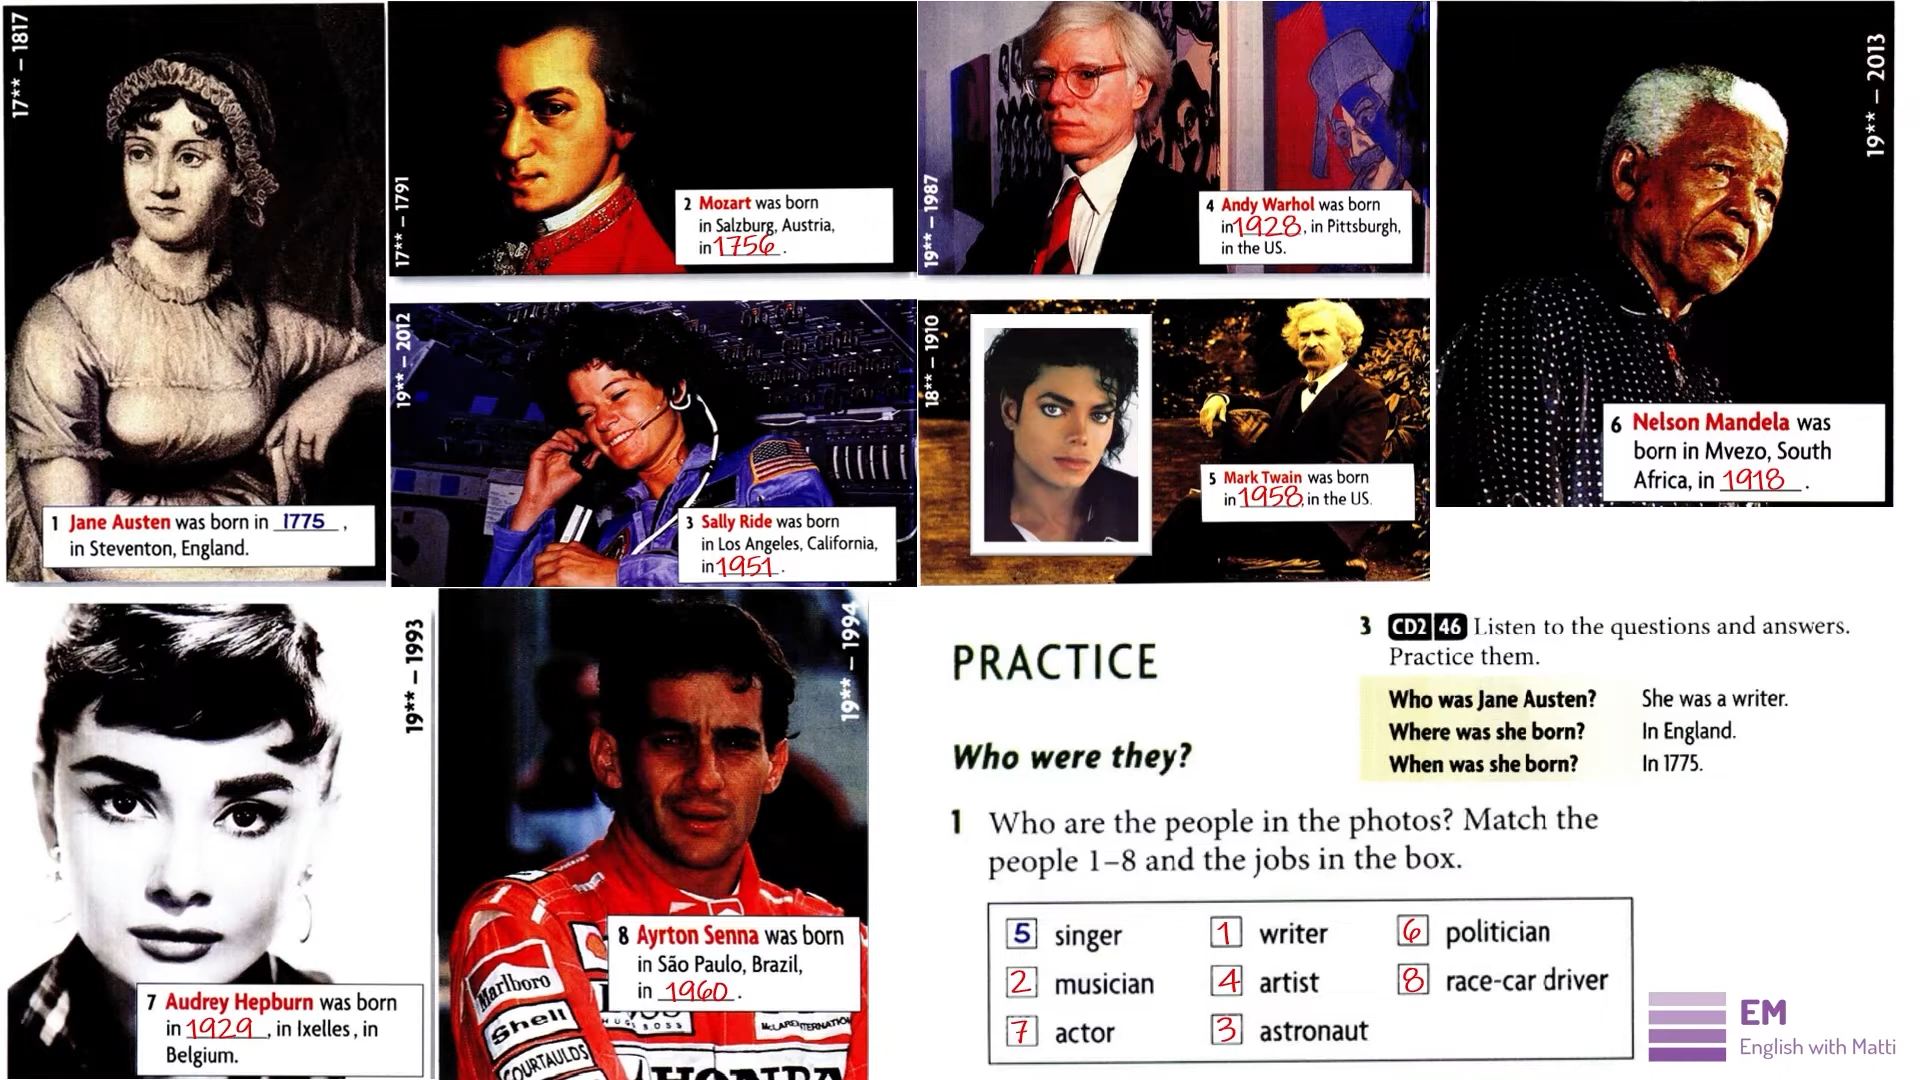 17** – 1817
1 Jane Austen was born in 1775 ,
in Steventon, England.
17** – 1791
2 Mozart was born
in Salzburg, Austria,
in 1756 .
19** – 2012
3 Sally Ride was born
in Los Angeles, California,
in 1951 .
19** – 1987
4 Andy Warhol was born
in 1928 , in Pittsburgh,
in the US.
18** – 1910
5 Mark Twain was born
in 1958, in the US.
19** – 2013
6 Nelson Mandela was
born in Mvezo, South
Africa, in 1918 .
19** – 1993
7 Audrey Hepburn was born
in 1929 , in Ixelles , in
Belgium.
19** – 1994
8 Ayrton Senna was born
in São Paulo, Brazil,
in 1960 .
Marlboro
Shell
COURTAULDS
HUGO BOSS
McLAREN INTERNATIONAL
HONDA
PRACTICE
Who were they?
3 CD2 46 Listen to the questions and answers.
Practice them.
Who was Jane Austen? She was a writer.
Where was she born? In England.
When was she born? In 1775.
1 Who are the people in the photos? Match the
people 1–8 and the jobs in the box.
5 singer 1 writer 6 politician
2 musician 4 artist 8 race-car driver
7 actor 3 astronaut
EM
English with Matti